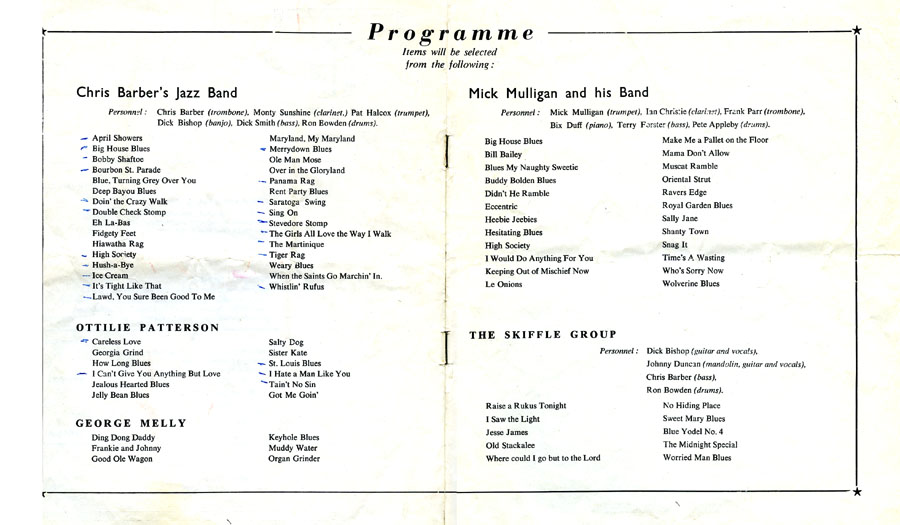 Programme
Items will be selected
from the following :
Chris Barber's Jazz Band
Personnel : Chris Barber (trombone), Monty Sunshine (clarinet,) Pat Halcox (trumpet),
Dick Bishop (banjo), Dick Smith (bass), Ron Bowden (drums).
April Showers
Big House Blues
Bobby Shaftoe
Bourbon St. Parade
Blue, Turning Grey Over You
Deep Bayou Blues
Doin' the Crazy Walk
Double Check Stomp
Eh La-Bas
Fidgety Feet
Hiawatha Rag
High Society
Hush-a-Bye
Ice Cream
It's Tight Like That
Lawd, You Sure Been Good To Me
Maryland, My Maryland
Merrydown Blues
Ole Man Mose
Over in the Gloryland
Panama Rag
Rent Party Blues
Saratoga Swing
Sing On
Stevedore Stomp
The Girls All Love the Way I Walk
The Martinique
Tiger Rag
Weary Blues
When the Saints Go Marchin' In.
Whistlin' Rufus
OTTILIE PATTERSON
Careless Love
Georgia Grind
How Long Blues
I Can't Give You Anything But Love
Jealous Hearted Blues
Jelly Bean Blues
Salty Dog
Sister Kate
St. Louis Blues
I Hate a Man Like You
Tain't No Sin
Got Me Goin'
GEORGE MELLY
Ding Dong Daddy
Frankie and Johnny
Good Ole Wagon
Keyhole Blues
Muddy Water
Organ Grinder
Mick Mulligan and his Band
Personnel : Mick Mulligan (trumpet), Ian Christie (clarinet), Frank Parr (trombone),
Bix Duff (piano), Terry Forster (bass), Pete Appleby (drums).
Big House Blues
Bill Bailey
Blues My Naughty Sweetie
Buddy Bolden Blues
Didn't He Ramble
Eccentric
Heebie Jeebies
Hesitating Blues
High Society
I Would Do Anything For You
Keeping Out of Mischief Now
Le Onions
Make Me a Pallet on the Floor
Mama Don't Allow
Muscat Ramble
Oriental Strut
Ravers Edge
Royal Garden Blues
Sally Jane
Shanty Town
Snag It
Time's A Wasting
Who's Sorry Now
Wolverine Blues
THE SKIFFLE GROUP
Personnel : Dick Bishop (guitar and vocals),
Johnny Duncan (mandolin, guitar and vocals),
Chris Barber (bass),
Ron Bowden (drums).
Raise a Rukus Tonight
I Saw the Light
Jesse James
Old Stackalee
Where could I go but to the Lord
No Hiding Place
Sweet Mary Blues
Blue Yodel No. 4
The Midnight Special
Worried Man Blues